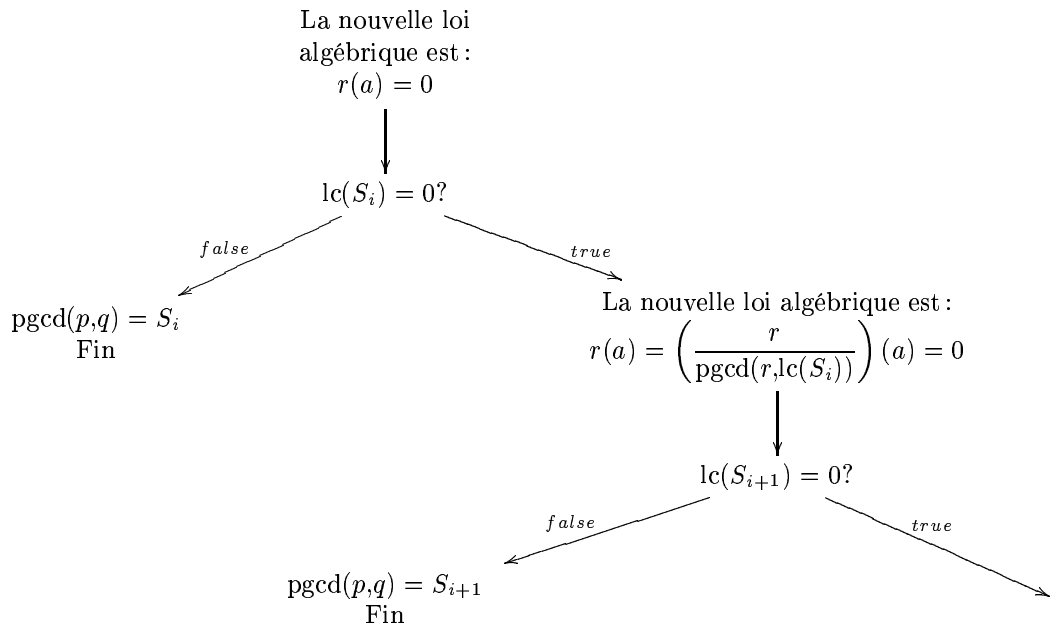 La nouvelle loi
algébrique est :
r(a) = 0
lc(S_i) = 0?
false
true
pgcd(p,q) = S_i
Fin
La nouvelle loi algébrique est :
r(a) = ( r / pgcd(r,lc(S_i)) ) (a) = 0
lc(S_{i+1}) = 0?
false
true
pgcd(p,q) = S_{i+1}
Fin